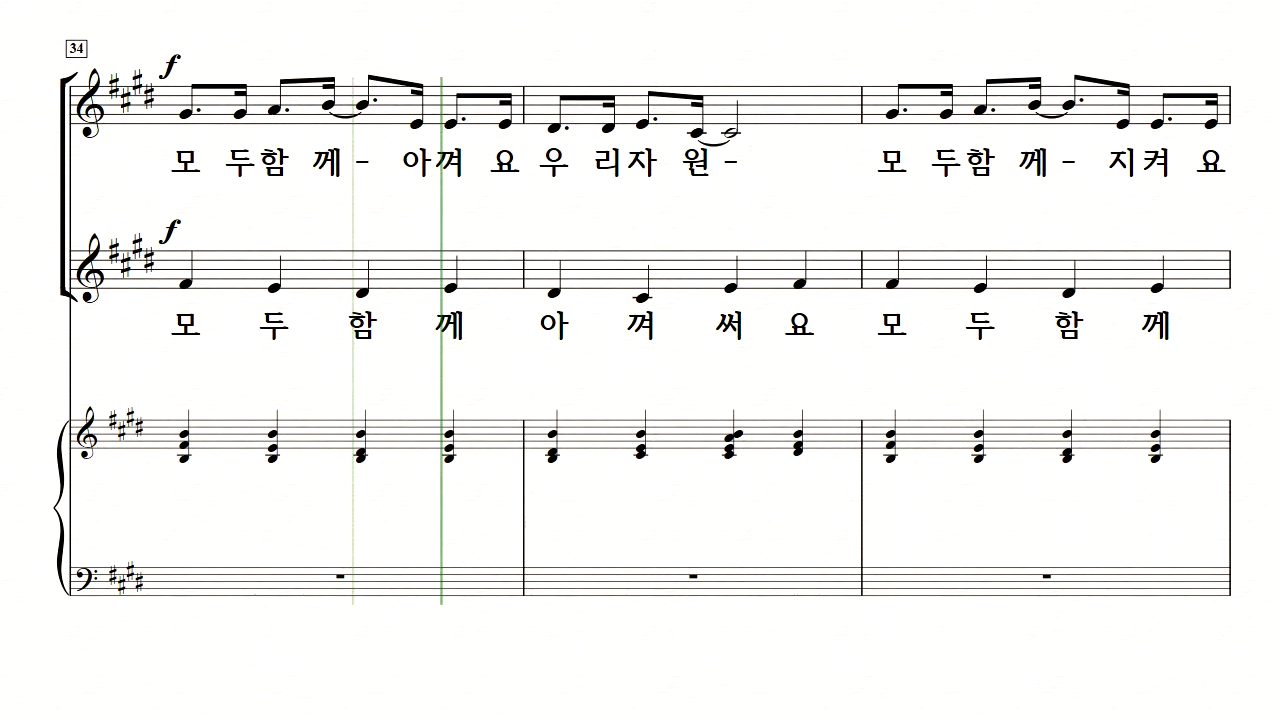 34
f
모 두 함 께 - 아 껴 요 우 리 자 원 - 모 두 함 께 - 지 켜 요
f
모 두 함 께 아 껴 써 요 모 두 함 께